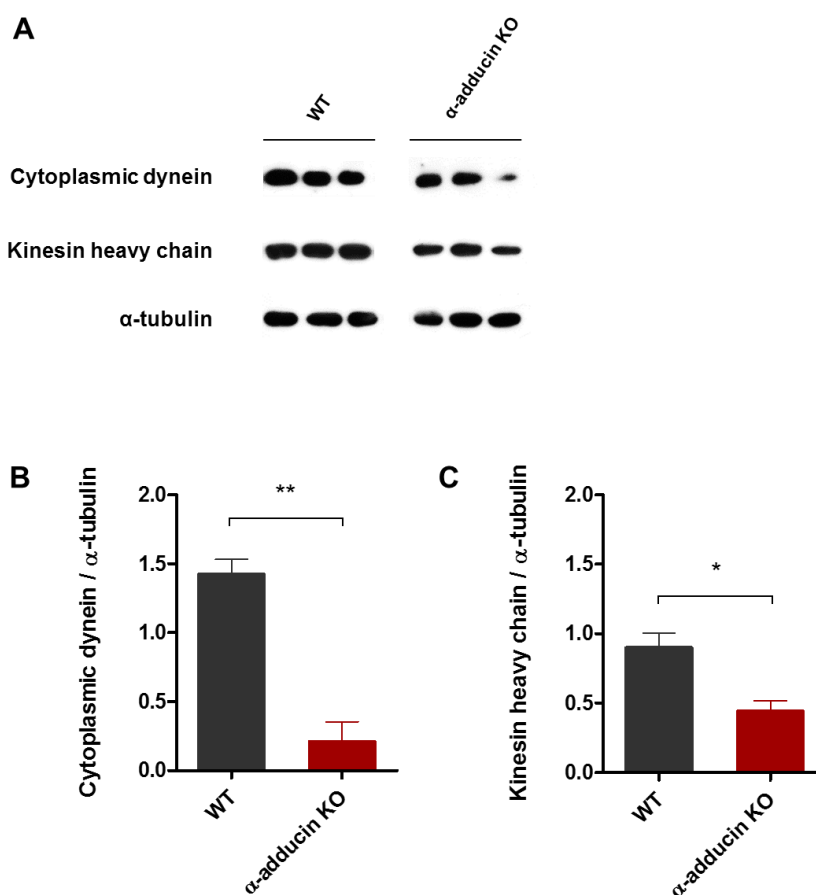 A
WT
α-adducin KO
Cytoplasmic dynein
Kinesin heavy chain
α-tubulin
B
Cytoplasmic dynein / α-tubulin
2.0
1.5
1.0
0.5
0.0
**
WT
α-adducin KO
C
Kinesin heavy chain / α-tubulin
2.0
1.5
1.0
0.5
0.0
*
WT
α-adducin KO